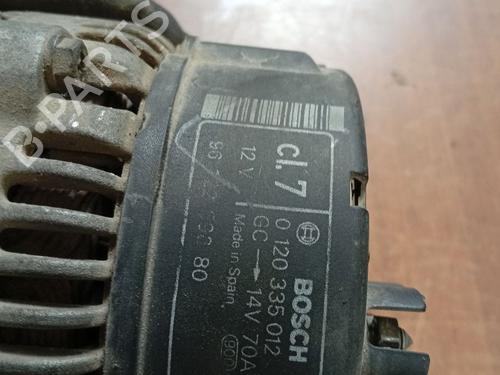 B-PARTS
cl.7
12 V
80
BOSCH
0 120 335 012
GC → 14V 70A
Made in Spain.